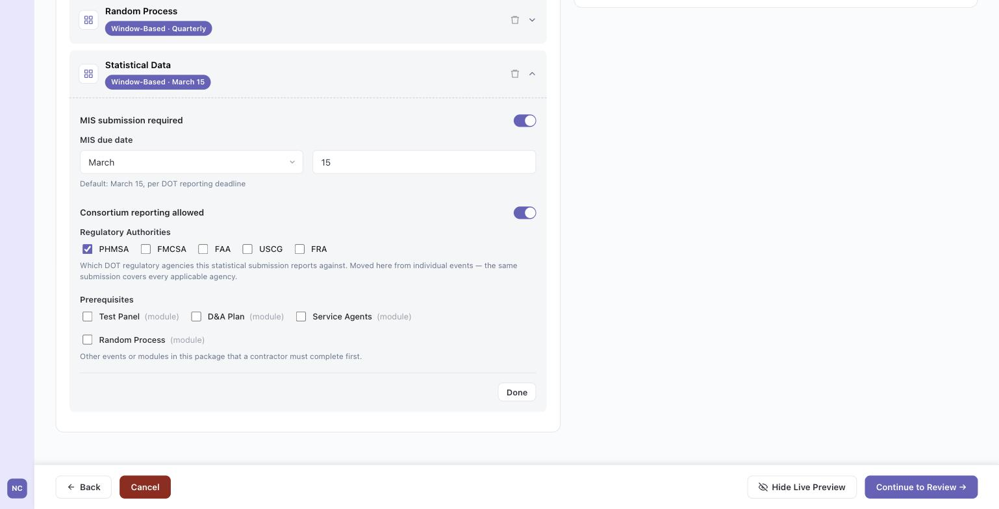 Random Process
Window-Based · Quarterly
Statistical Data
Window-Based · March 15
MIS submission required
MIS due date
March
15
Default: March 15, per DOT reporting deadline
Consortium reporting allowed
Regulatory Authorities
PHMSA FMCSA FAA USCG FRA
Which DOT regulatory agencies this statistical submission reports against. Moved here from individual events — the same
submission covers every applicable agency.
Prerequisites
Test Panel (module) D&A Plan (module) Service Agents (module)
Random Process (module)
Other events or modules in this package that a contractor must complete first.
Done
NC
← Back
Cancel
Hide Live Preview
Continue to Review →